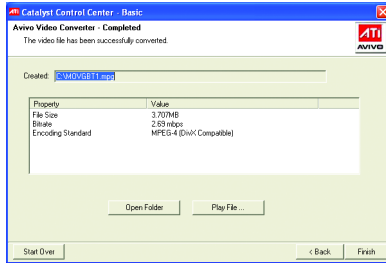 ATI Catalyst Control Center - Basic
Avivo Video Converter - Completed
The video file has been successfully converted.
ATI
AVIVO
Created: C:\MOVGBT1.mpg
Property Value
File Size 3.707MB
Bitrate 2.69 mbps
Encoding Standard MPEG-4 (DivX Compatible)
Open Folder Play File ...
Start Over < Back Finish